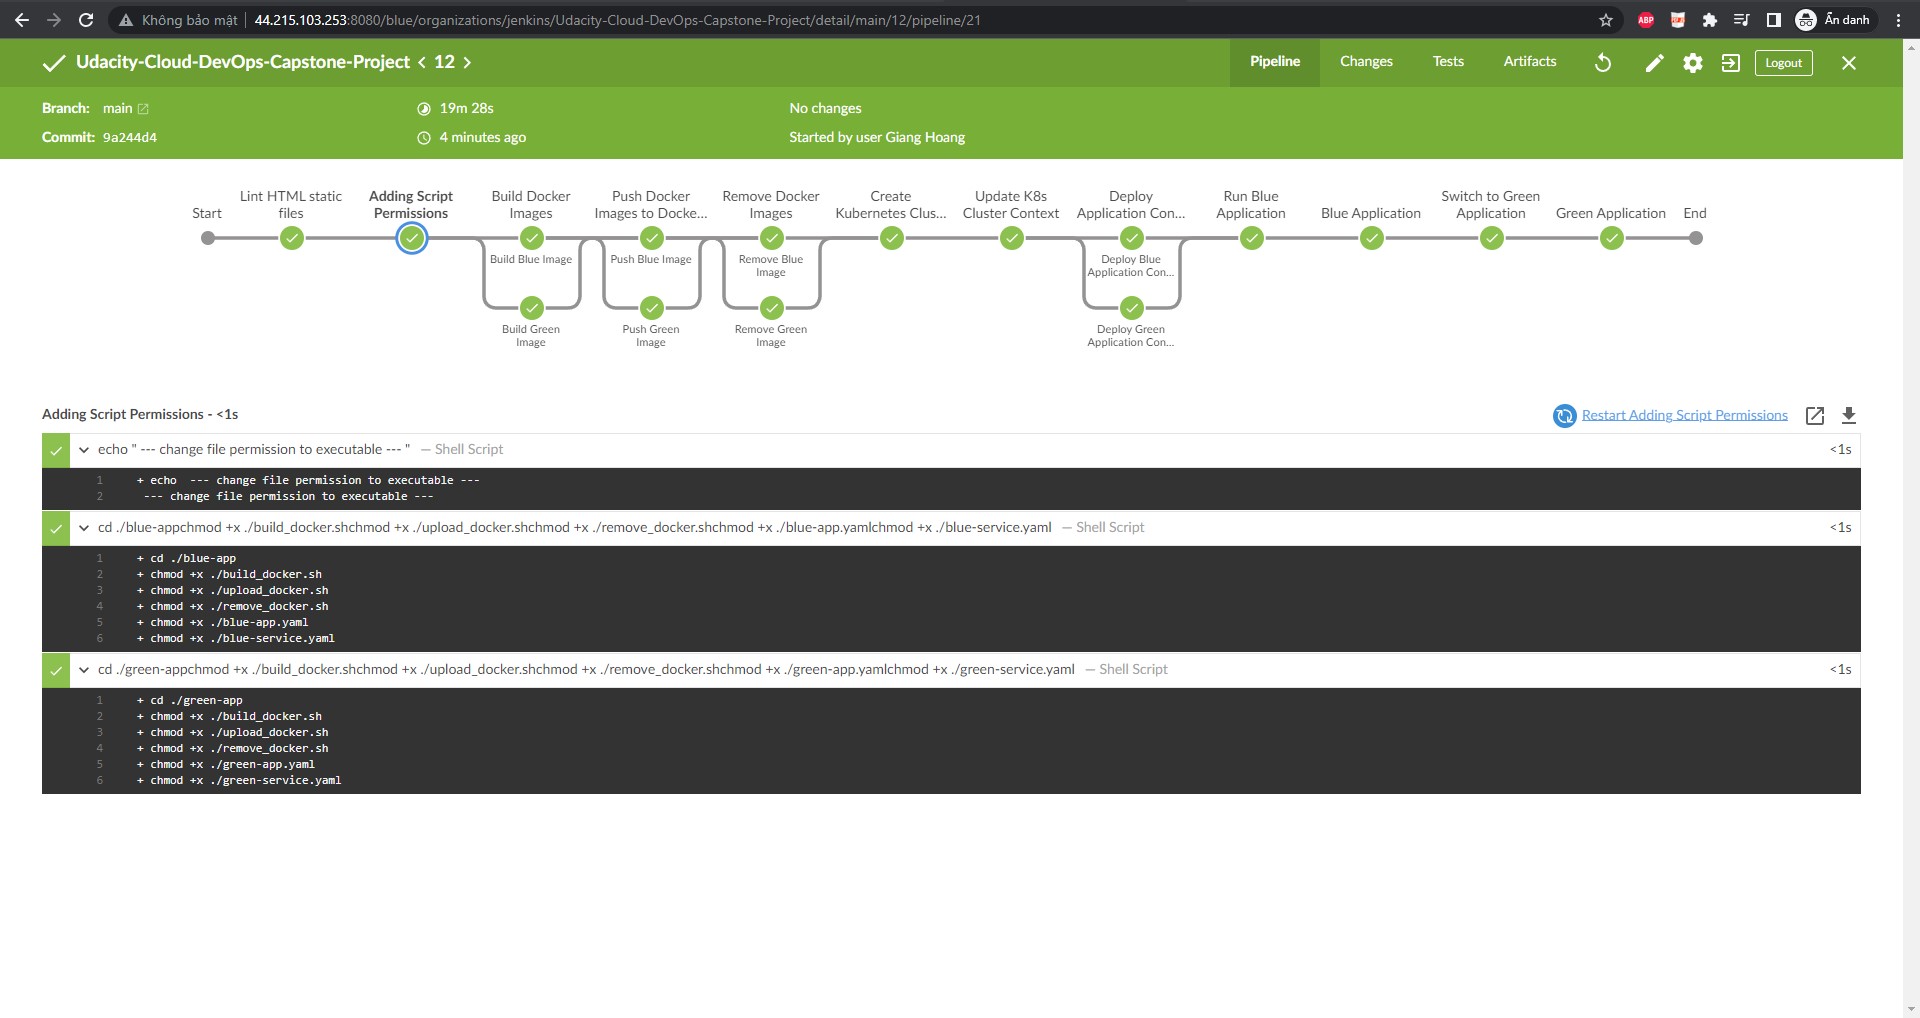 Không bảo mật 44.215.103.253:8080/blue/organizations/jenkins/Udacity-Cloud-DevOps-Capstone-Project/detail/main/12/pipeline/21 ABP Ẩn danh
Udacity-Cloud-DevOps-Capstone-Project < 12 > Pipeline Changes Tests Artifacts Logout
Branch: main 19m 28s No changes
Commit: 9a244d4 4 minutes ago Started by user Giang Hoang
Start
Lint HTML static
files
Adding Script
Permissions
Build Docker
Images
Push Docker
Images to Docke...
Remove Docker
Images
Create
Kubernetes Clus...
Update K8s
Cluster Context
Deploy
Application Con...
Run Blue
Application
Blue Application
Switch to Green
Application
Green Application
End
Build Blue Image
Push Blue Image
Remove Blue
Image
Deploy Blue
Application Con...
Build Green
Image
Push Green
Image
Remove Green
Image
Deploy Green
Application Con...
Adding Script Permissions - <1s Restart Adding Script Permissions
echo " --- change file permission to executable --- " — Shell Script <1s
1 + echo  --- change file permission to executable ---
2  --- change file permission to executable ---
cd ./blue-appchmod +x ./build_docker.shchmod +x ./upload_docker.shchmod +x ./remove_docker.shchmod +x ./blue-app.yamlchmod +x ./blue-service.yaml — Shell Script <1s
1 + cd ./blue-app
2 + chmod +x ./build_docker.sh
3 + chmod +x ./upload_docker.sh
4 + chmod +x ./remove_docker.sh
5 + chmod +x ./blue-app.yaml
6 + chmod +x ./blue-service.yaml
cd ./green-appchmod +x ./build_docker.shchmod +x ./upload_docker.shchmod +x ./remove_docker.shchmod +x ./green-app.yamlchmod +x ./green-service.yaml — Shell Script <1s
1 + cd ./green-app
2 + chmod +x ./build_docker.sh
3 + chmod +x ./upload_docker.sh
4 + chmod +x ./remove_docker.sh
5 + chmod +x ./green-app.yaml
6 + chmod +x ./green-service.yaml